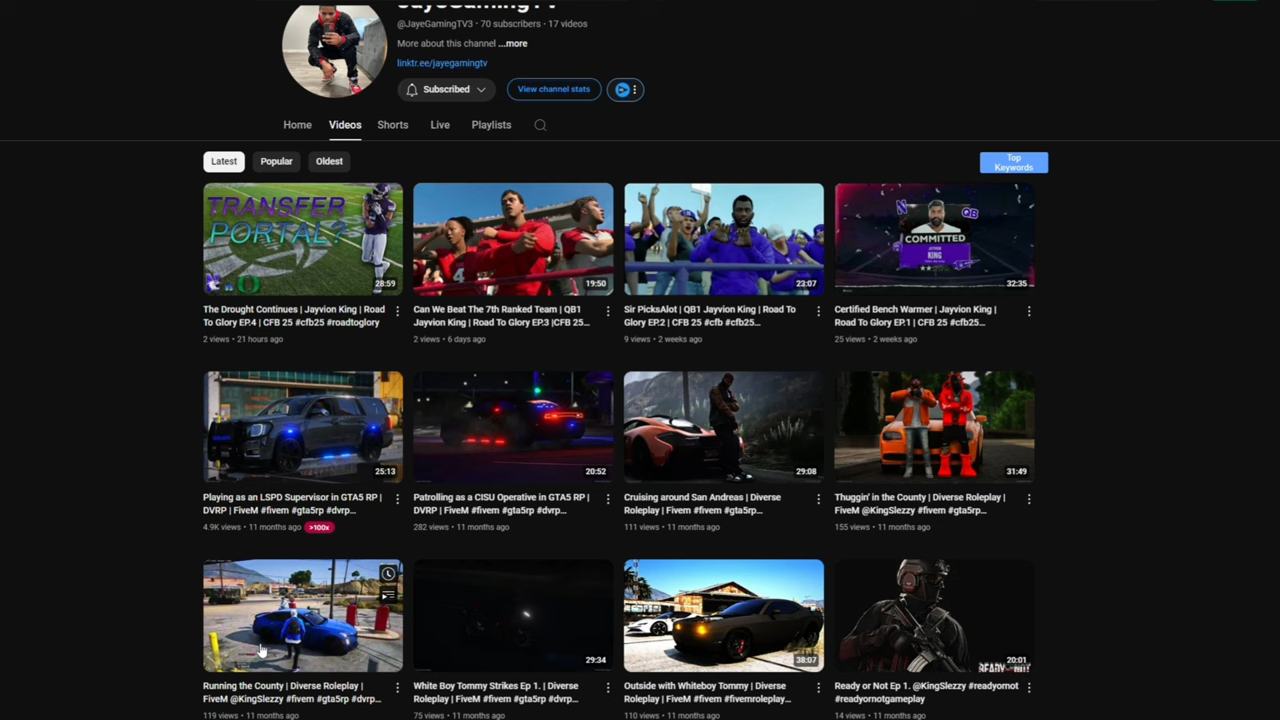 JayeGamingTV
@JayeGamingTV3 · 70 subscribers · 17 videos
More about this channel ...more
linktr.ee/jayegamingtv
Subscribed
View channel stats
Home
Videos
Shorts
Live
Playlists
Latest
Popular
Oldest
Top
Keywords
TRANSFER
PORTAL?
28:59
19:50
23:07
COMMITTED
JAYVION
KING
QB
32:35
The Drought Continues | Jayvion King | Road
To Glory EP.4 | CFB 25 #cfb25 #roadtoglory
2 views • 21 hours ago
Can We Beat The 7th Ranked Team | QB1
Jayvion King | Road To Glory EP.3 |CFB 25...
2 views • 6 days ago
Sir PicksAlot | QB1 Jayvion King | Road To
Glory EP.2 | CFB 25 #cfb #cfb25...
9 views • 2 weeks ago
Certified Bench Warmer | Jayvion King |
Road To Glory EP.1 | CFB 25 #cfb25...
25 views • 2 weeks ago
25:13
20:52
29:08
31:49
Playing as an LSPD Supervisor in GTA5 RP |
DVRP | FiveM #fivem #gta5rp #dvrp...
4.9K views • 11 months ago
>100x
Patrolling as a CISU Operative in GTA5 RP |
DVRP | FiveM #fivem #gta5rp #dvrp...
282 views • 11 months ago
Cruising around San Andreas | Diverse
Roleplay | Fivem #fivem #gta5rp...
111 views • 11 months ago
Thuggin' in the County | Diverse Roleplay |
FiveM @KingSlezzy #fivem #gta5rp...
155 views • 11 months ago
29:34
38:07
READY OR NOT
20:01
Running the County | Diverse Roleplay |
FiveM @KingSlezzy #fivem #gta5rp #dvrp...
119 views • 11 months ago
White Boy Tommy Strikes Ep 1. | Diverse
Roleplay | FiveM #fivem #gta5rp #dvrp...
75 views • 11 months ago
Outside with Whiteboy Tommy | Diverse
Roleplay | FiveM #fivem #fivemroleplay...
110 views • 11 months ago
Ready or Not Ep 1. @KingSlezzy #readyornot
#readyornotgameplay
14 views • 11 months ago